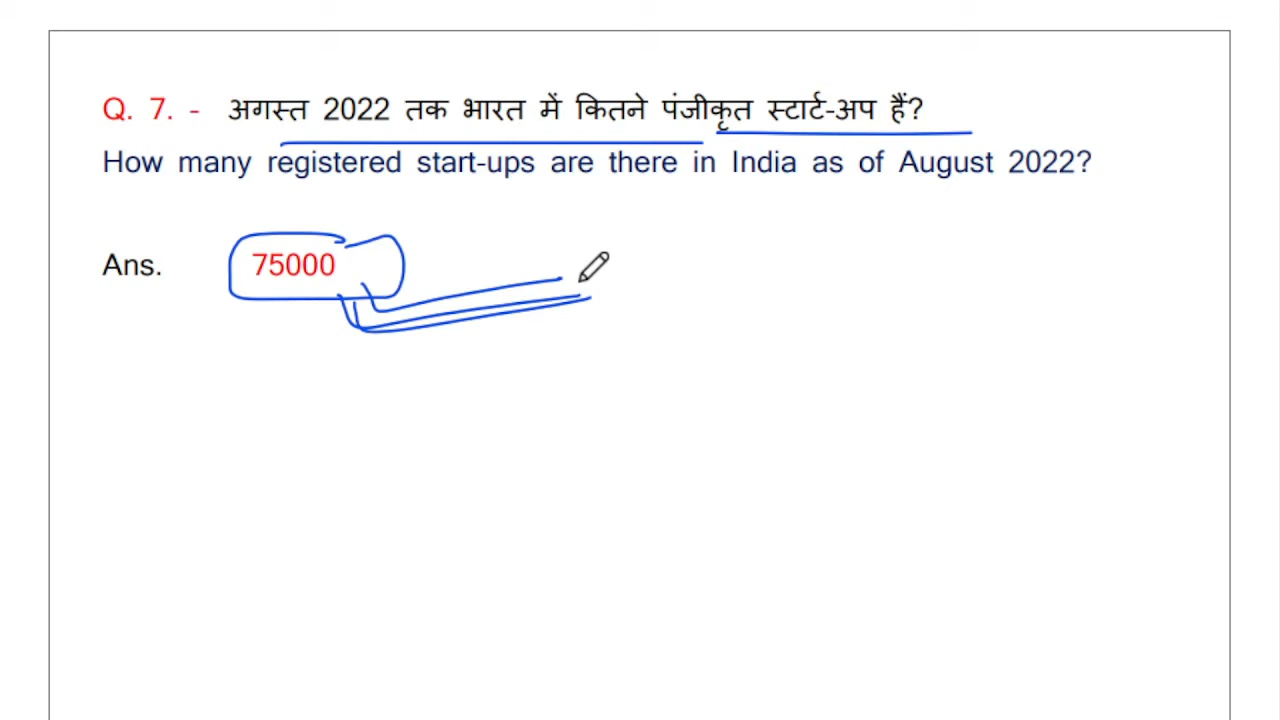 Q. 7. - अगस्त 2022 तक भारत में कितने पंजीकृत स्टार्ट-अप हैं?
How many registered start-ups are there in India as of August 2022?
Ans. 75000